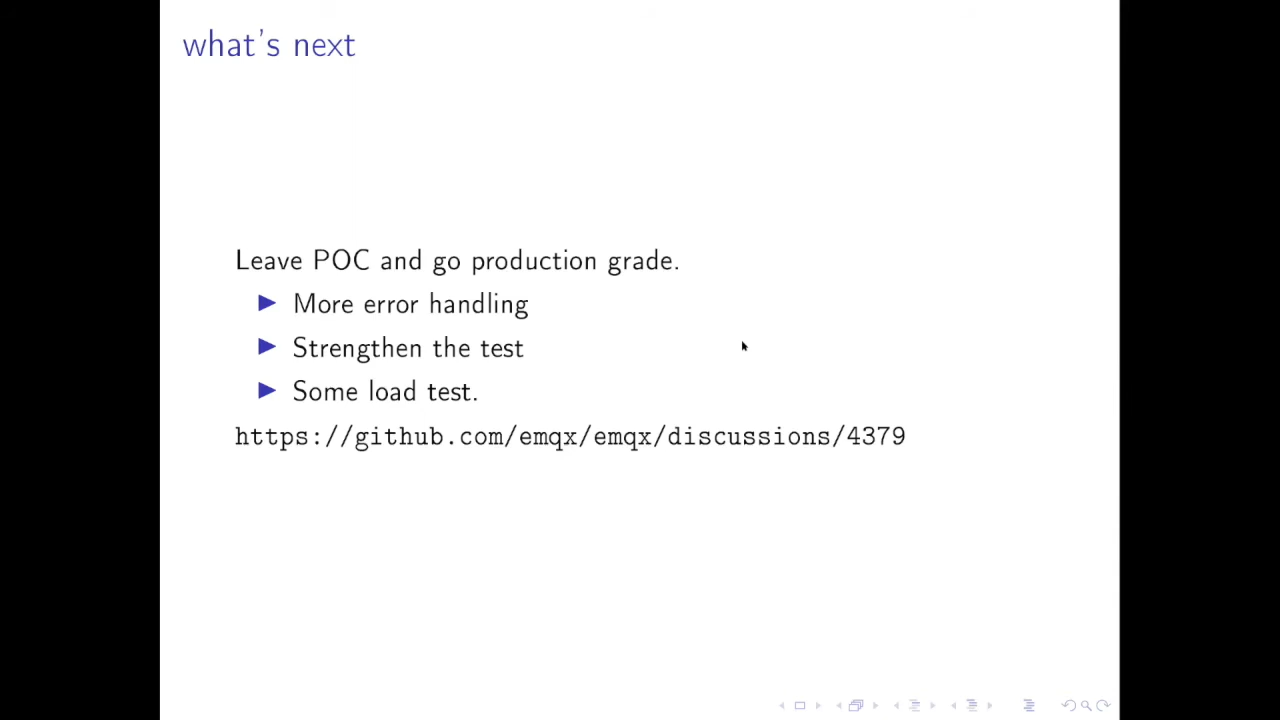 what's next
Leave POC and go production grade.
More error handling
Strengthen the test
Some load test.
https://github.com/emqx/emqx/discussions/4379